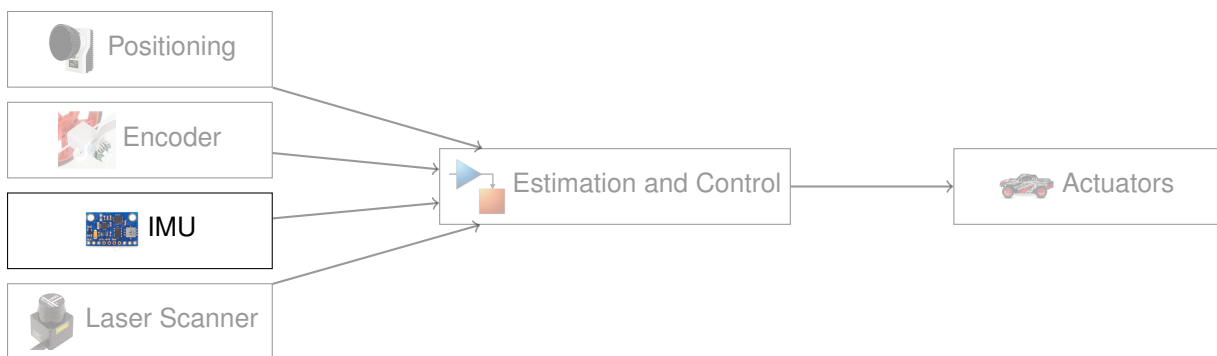 Positioning
Encoder
IMU
Laser Scanner
Estimation and Control
Actuators